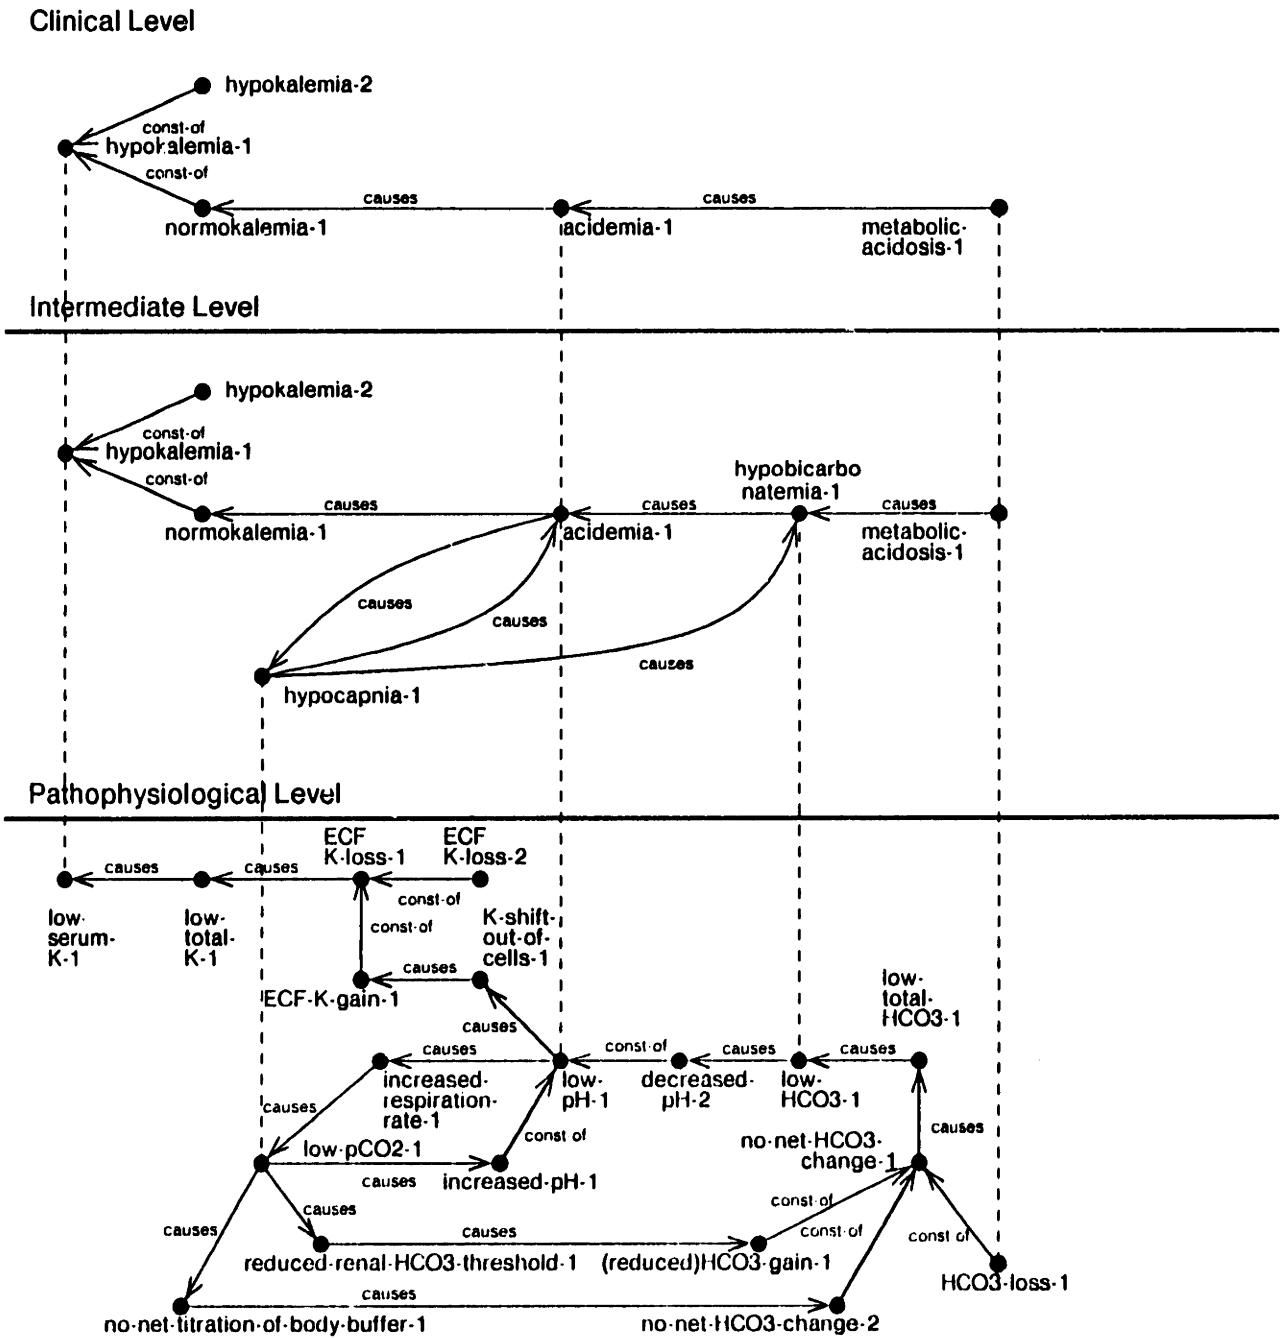 Clinical Level
hypokalemia-2
const-of
hypokalemia-1
const-of
causes
causes
normokalemia-1
acidemia-1
metabolic-
acidosis-1
Intermediate Level
hypokalemia-2
const-of
hypokalemia-1
const-of
hypobicarbo
natemia-1
causes
causes
causes
normokalemia-1
acidemia-1
metabolic-
acidosis-1
causes
causes
causes
hypocapnia-1
Pathophysiological Level
ECF
K-loss-1
ECF
K-loss-2
causes
causes
const-of
const-of
low-
serum-
K-1
low-
total-
K-1
K-shift-
out-of-
cells-1
causes
ECF-K-gain-1
low-
total-
HCO3-1
causes
causes
const-of
causes
causes
increased-
respiration-
rate-1
low-
pH-1
decreased-
pH-2
low-
HCO3-1
causes
causes
const of
no-net-HCO3-
change-1
low-pCO2-1
causes
increased-pH-1
causes
causes
const-of
causes
const-of
const of
reduced-renal-HCO3-threshold-1
(reduced)HCO3-gain-1
HCO3-loss-1
causes
no-net-titration-of-body-buffer-1
no-net-HCO3-change-2